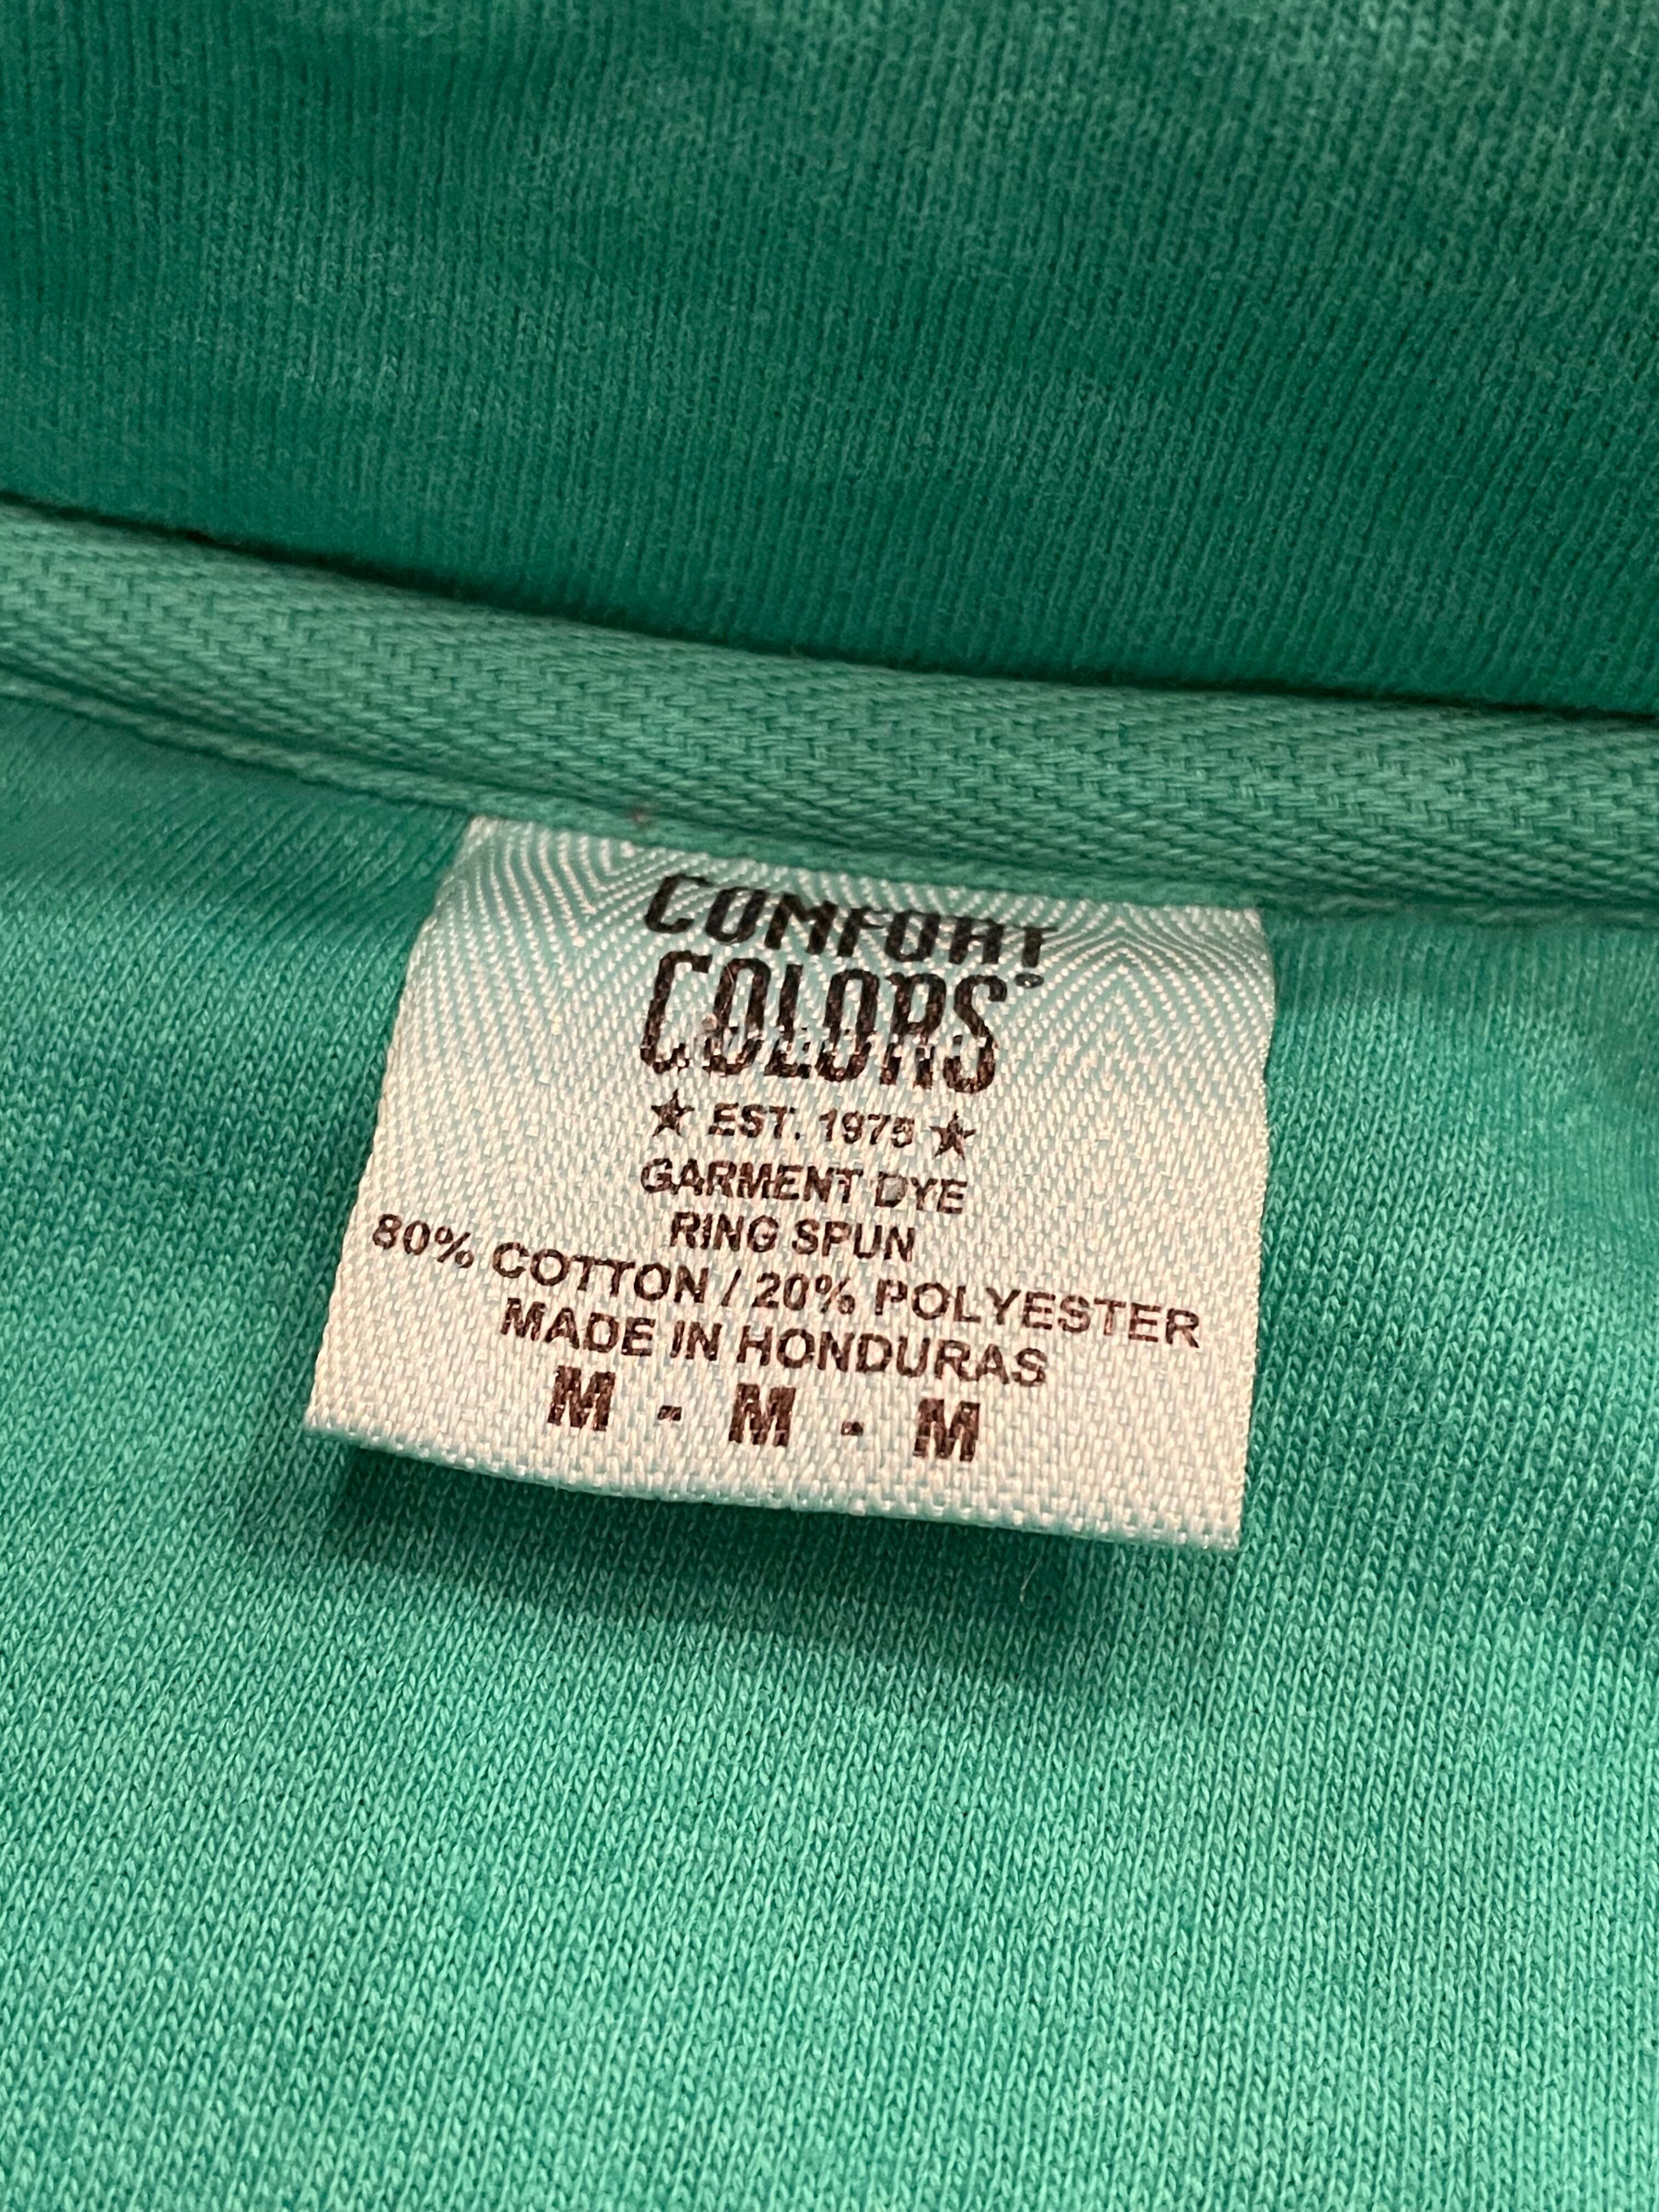 COMFORT
COLORS®
★ EST. 1975 ★
GARMENT DYE
RING SPUN
80% COTTON / 20% POLYESTER
MADE IN HONDURAS
M - M - M